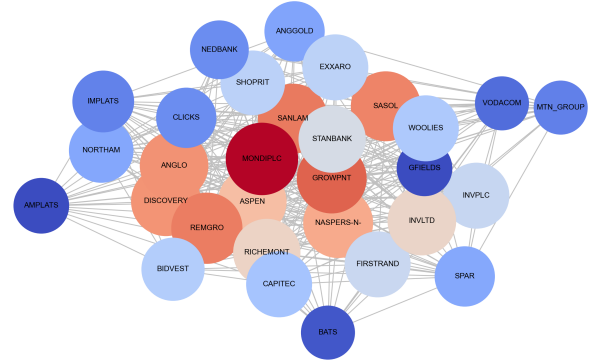 ANGGOLD
NEDBANK
EXXARO
SHOPRIT
IMPLATS
SASOL
VODACOM
MTN_GROUP
CLICKS
SANLAM
WOOLIES
STANBANK
NORTHAM
MONDIPLC
ANGLO
GFIELDS
GROWPNT
INVPLC
DISCOVERY
ASPEN
AMPLATS
NASPERS-N-
INVLTD
REMGRO
RICHEMONT
FIRSTRAND
BIDVEST
SPAR
CAPITEC
BATS